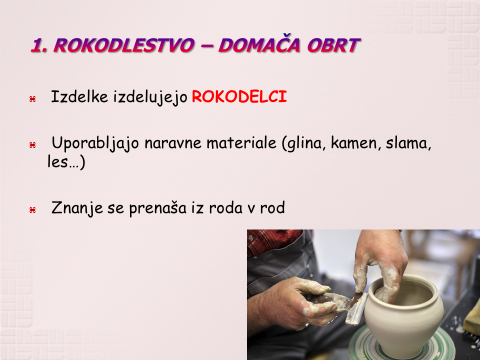 1. ROKODLESTVO – DOMAČA OBRT
Izdelke izdelujejo ROKODELCI
Uporabljajo naravne materiale (glina, kamen, slama,
les…)
Znanje se prenaša iz roda v rod